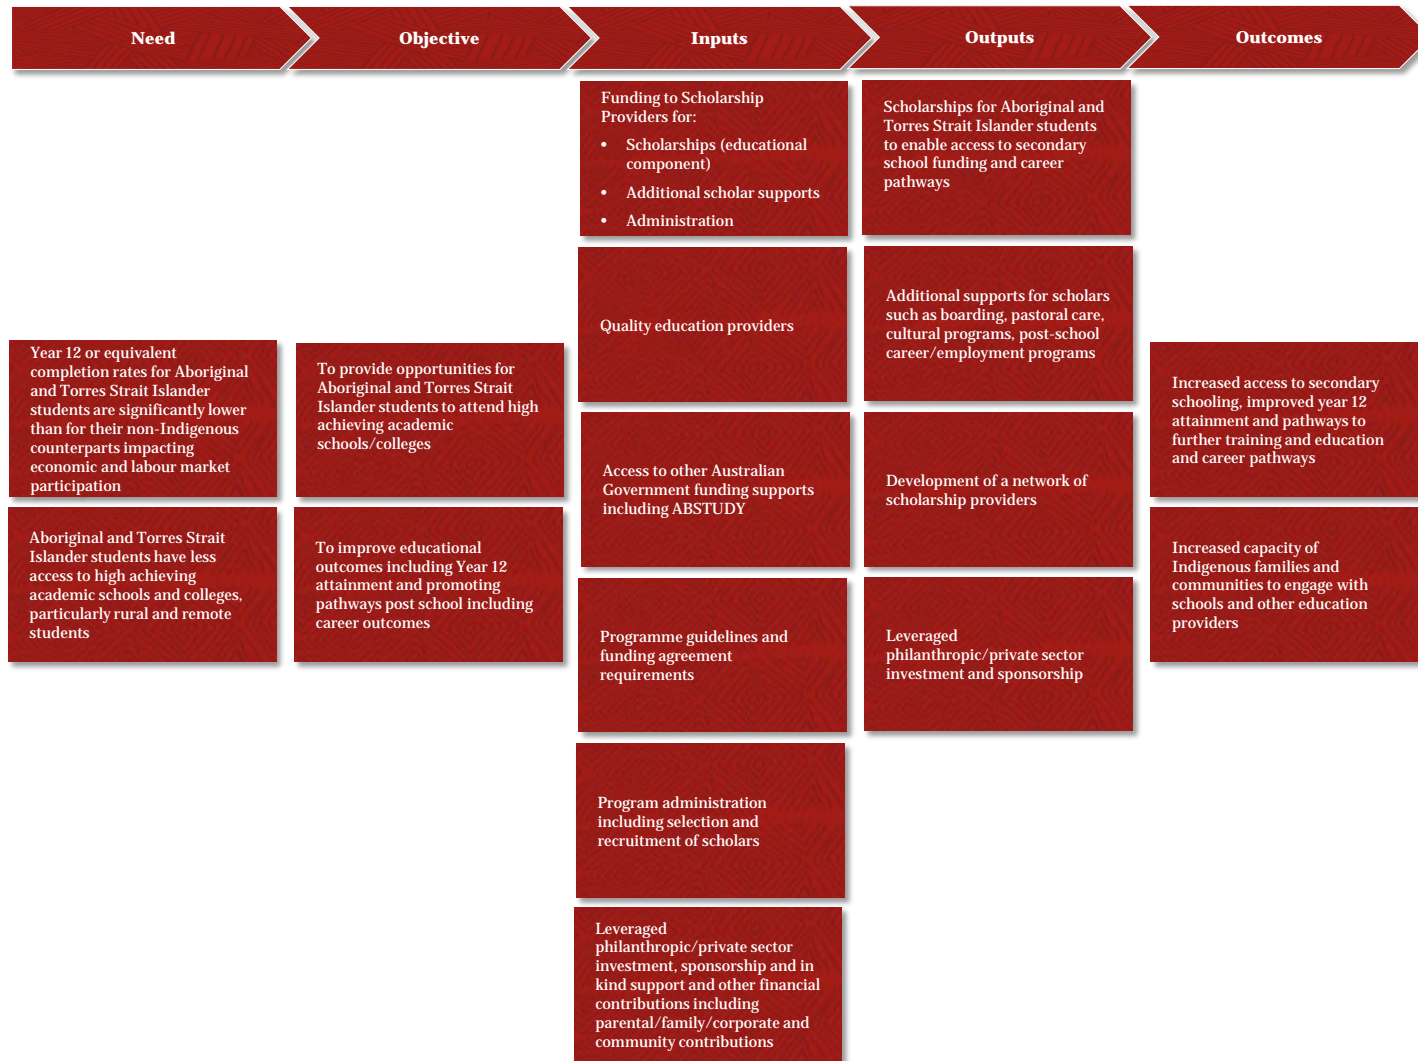 Need
Objective
Inputs
Outputs
Outcomes
Year 12 or equivalent
completion rates for Aboriginal
and Torres Strait Islander
students are significantly lower
than for their non-Indigenous
counterparts impacting
economic and labour market
participation
Aboriginal and Torres Strait
Islander students have less
access to high achieving
academic schools and colleges,
particularly rural and remote
students
To provide opportunities for
Aboriginal and Torres Strait
Islander students to attend high
achieving academic
schools/colleges
To improve educational
outcomes including Year 12
attainment and promoting
pathways post school including
career outcomes
Funding to Scholarship
Providers for:
• Scholarships (educational
component)
• Additional scholar supports
• Administration
Quality education providers
Access to other Australian
Government funding supports
including ABSTUDY
Programme guidelines and
funding agreement
requirements
Program administration
including selection and
recruitment of scholars
Leveraged
philanthropic/private sector
investment, sponsorship and in
kind support and other financial
contributions including
parental/family/corporate and
community contributions
Scholarships for Aboriginal and
Torres Strait Islander students
to enable access to secondary
school funding and career
pathways
Additional supports for scholars
such as boarding, pastoral care,
cultural programs, post-school
career/employment programs
Development of a network of
scholarship providers
Leveraged
philanthropic/private sector
investment and sponsorship
Increased access to secondary
schooling, improved year 12
attainment and pathways to
further training and education
and career pathways
Increased capacity of
Indigenous families and
communities to engage with
schools and other education
providers